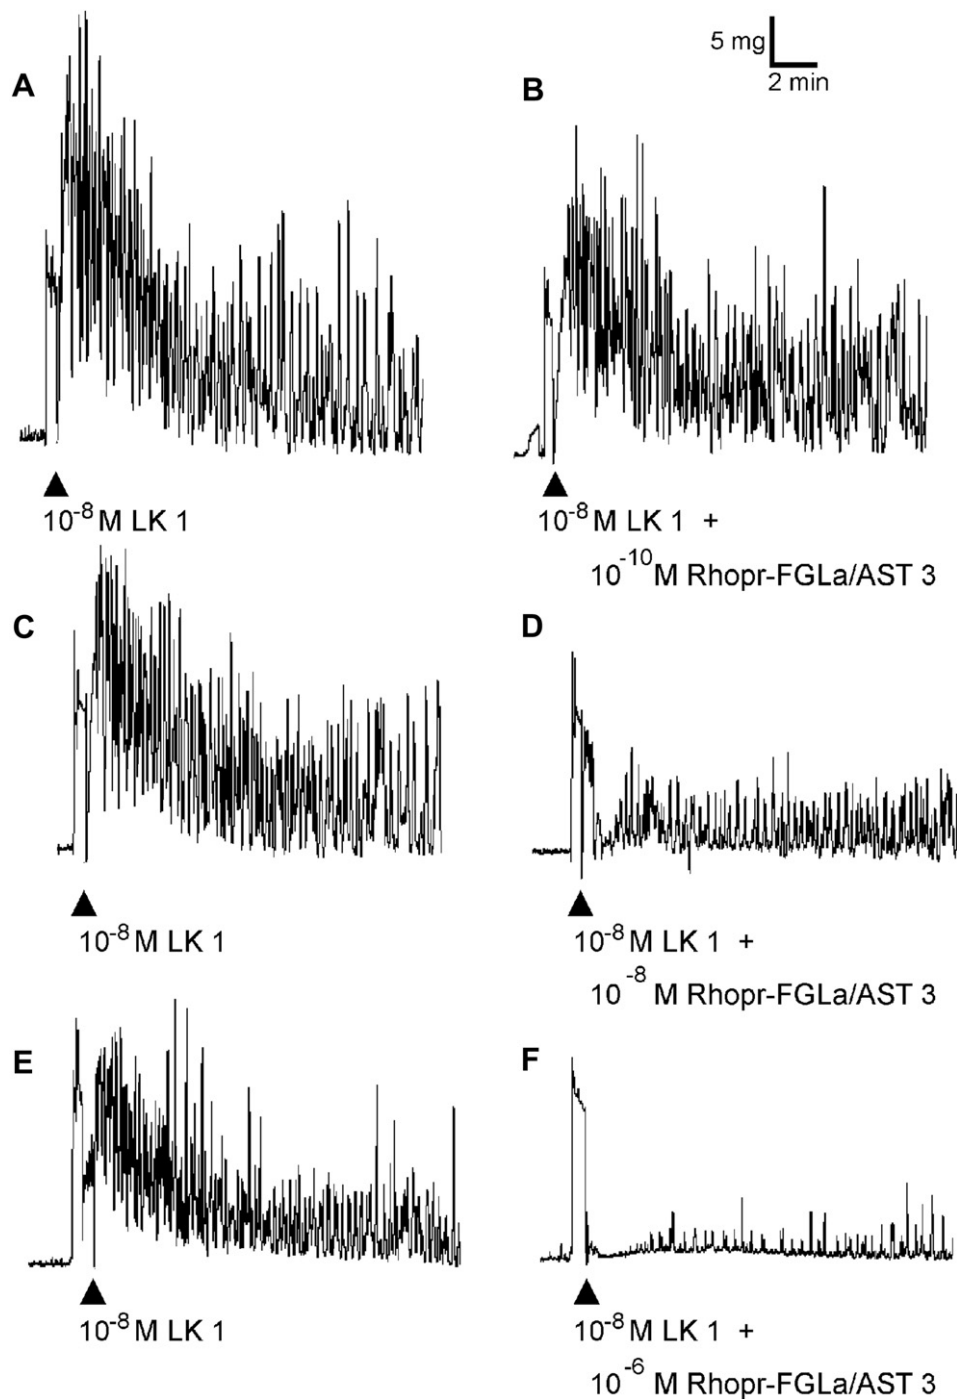 5 mg
2 min
A
B
10⁻⁸ M LK 1
10⁻⁸ M LK 1 +
10⁻¹⁰ M Rhopr-FGLa/AST 3
C
D
10⁻⁸ M LK 1
10⁻⁸ M LK 1 +
10⁻⁸ M Rhopr-FGLa/AST 3
E
F
10⁻⁸ M LK 1
10⁻⁸ M LK 1 +
10⁻⁶ M Rhopr-FGLa/AST 3